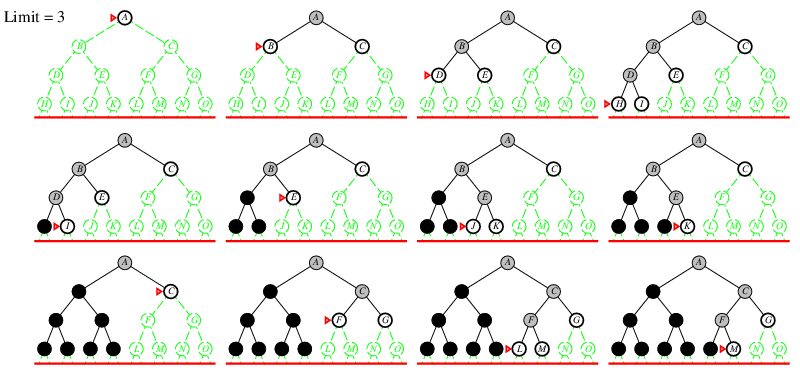 Limit = 3 A A A A
B C B C B C B C
D E F G D E F G D E F G D E F G
H I J K L M N O H I J K L M N O H I J K L M N O H I J K L M N O
A A A A
B C B C B C B C
D E F G E F G E F G E F G
I J K L M N O J K L M N O J K L M N O K L M N O
A A A A
C C C C
F G F G F G F G
L M N O L M N O L M N O M N O